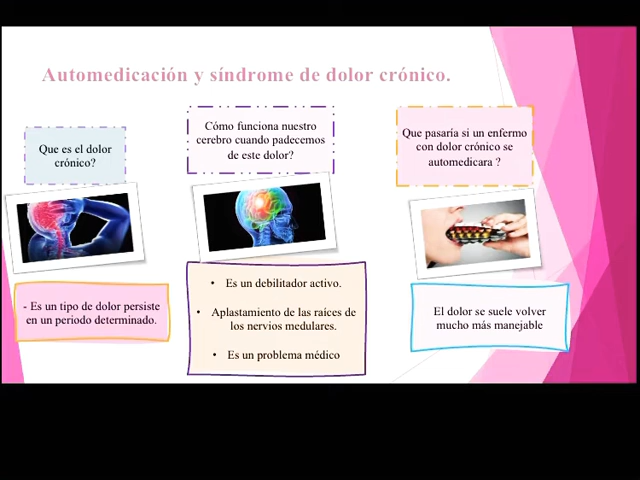 Automedicación y síndrome de dolor crónico.
Que es el dolor
crónico?
Cómo funciona nuestro
cerebro cuando padecemos
de este dolor?
Que pasaría si un enfermo
con dolor crónico se
automedicara ?
- Es un tipo de dolor persiste
en un periodo determinado.
• Es un debilitador activo.
• Aplastamiento de las raíces de
los nervios medulares.
• Es un problema médico
El dolor se suele volver
mucho más manejable